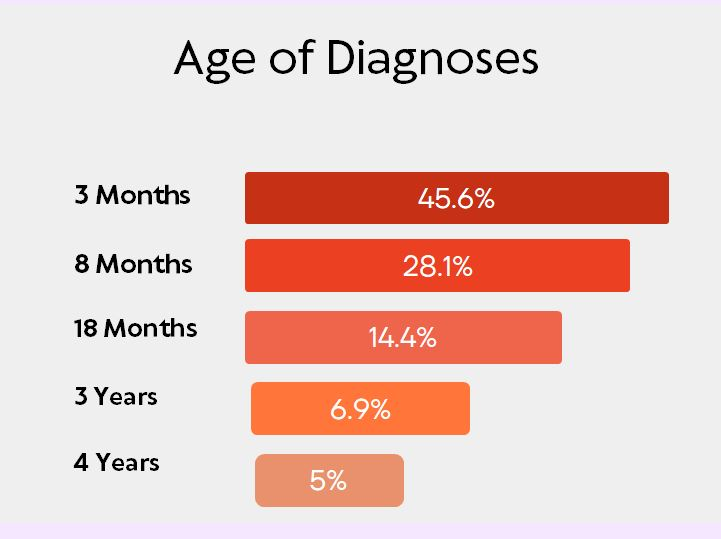 Age of Diagnoses
3 Months 45.6%
8 Months 28.1%
18 Months 14.4%
3 Years 6.9%
4 Years 5%